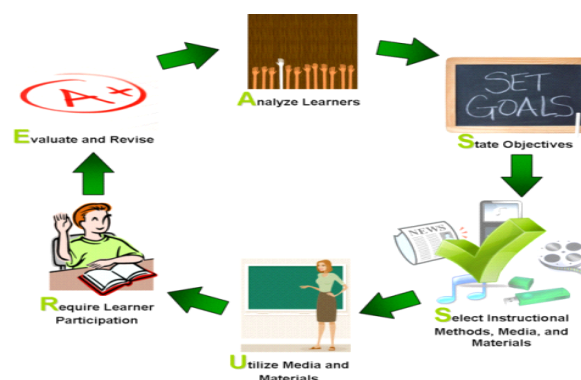 Analyze Learners
SET
GOALS
State Objectives
NEWS
Select Instructional
Methods, Media, and
Materials
Utilize Media and
Materials
Require Learner
Participation
A+
Evaluate and Revise